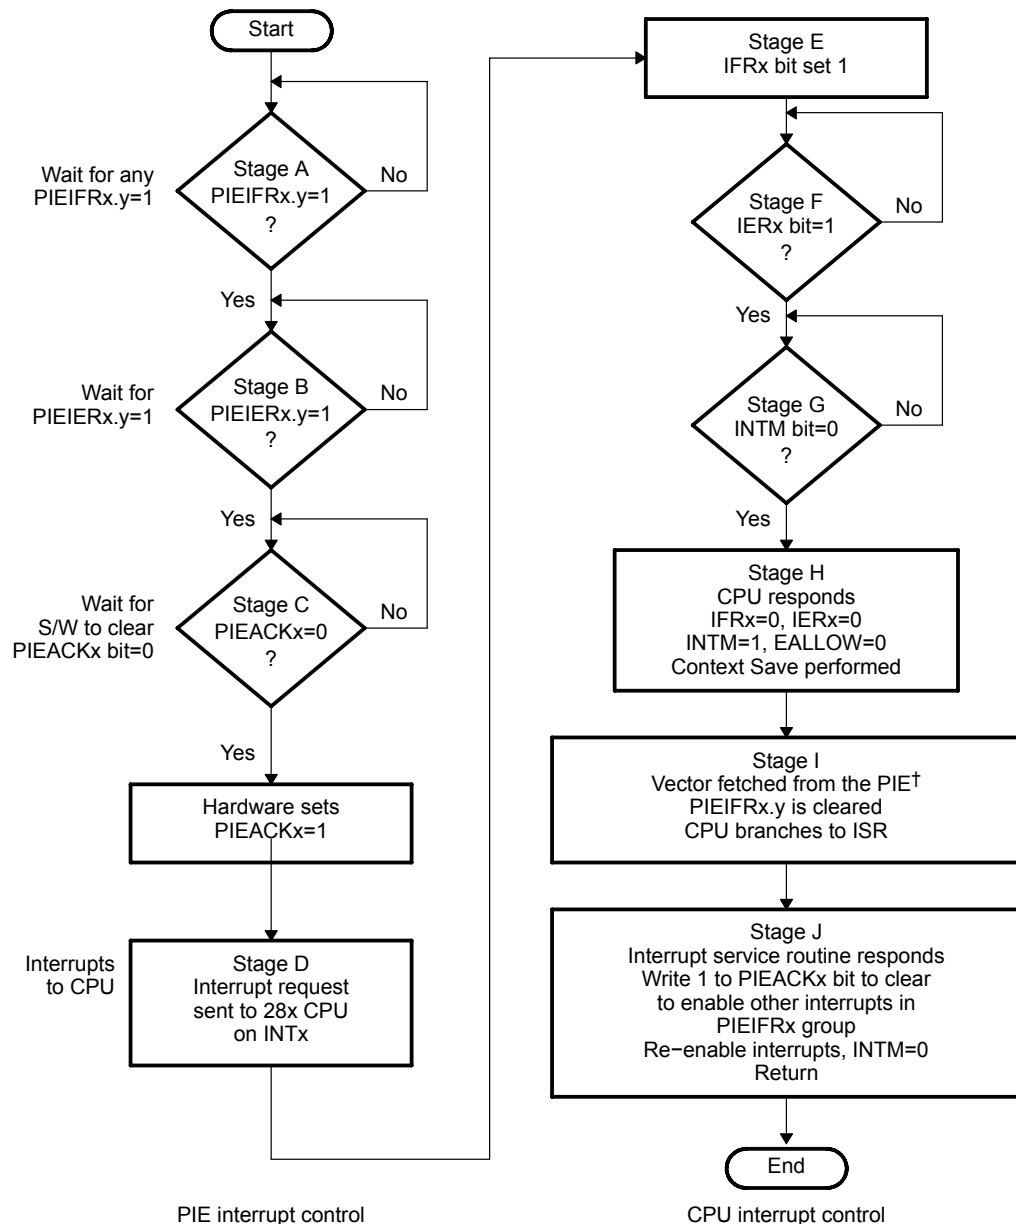 Start
Wait for any
PIEIFRx.y=1
Stage A
PIEIFRx.y=1
?
No
Yes
Wait for
PIEIERx.y=1
Stage B
PIEIERx.y=1
?
No
Yes
Wait for
S/W to clear
PIEACKx bit=0
Stage C
PIEACKx=0
?
No
Yes
Hardware sets
PIEACKx=1
Interrupts
to CPU
Stage D
Interrupt request
sent to 28x CPU
on INTx
PIE interrupt control
Stage E
IFRx bit set 1
Stage F
IERx bit=1
?
No
Yes
Stage G
INTM bit=0
?
No
Yes
Stage H
CPU responds
IFRx=0, IERx=0
INTM=1, EALLOW=0
Context Save performed
Stage I
Vector fetched from the PIE†
PIEIFRx.y is cleared
CPU branches to ISR
Stage J
Interrupt service routine responds
Write 1 to PIEACKx bit to clear
to enable other interrupts in
PIEIFRx group
Re−enable interrupts, INTM=0
Return
End
CPU interrupt control